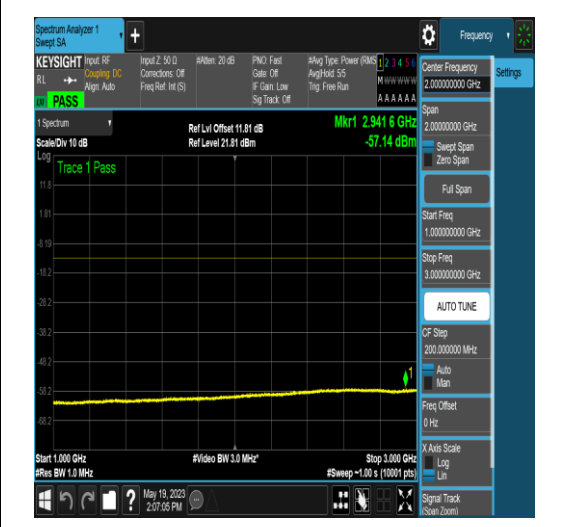 Spectrum Analyzer 1
Swept SA
Frequency
KEYSIGHT
RL
PASS
Input: RF
Coupling: DC
Align: Auto
Input Z: 50 Ω
Corrections: Off
Freq Ref: Int (S)
#Atten: 20 dB
PNO: Fast
Gate: Off
IF Gain: Low
Sig Track: Off
#Avg Type: Power (RMS
Avg|Hold: 5/5
Trig: Free Run
1 2 3 4 5 6
M W W W W W
A A A A A A
1 Spectrum
Scale/Div 10 dB
Ref Lvl Offset 11.81 dB
Ref Level 21.81 dBm
Mkr1 2.941 6 GHz
-57.14 dBm
Log
Trace 1 Pass
11.8
1.81
-8.19
-18.2
-28.2
-38.2
-48.2
-58.2
-68.2
1
Start 1.000 GHz
#Res BW 1.0 MHz
#Video BW 3.0 MHz*
Stop 3.000 GHz
#Sweep ~1.00 s (10001 pts)
May 19, 2023
2:07:05 PM
Center Frequency
2.000000000 GHz
Settings
Span
2.00000000 GHz
Swept Span
Zero Span
Full Span
Start Freq
1.000000000 GHz
Stop Freq
3.000000000 GHz
AUTO TUNE
CF Step
200.000000 MHz
Auto
Man
Freq Offset
0 Hz
X Axis Scale
Log
Lin
Signal Track
(Span Zoom)